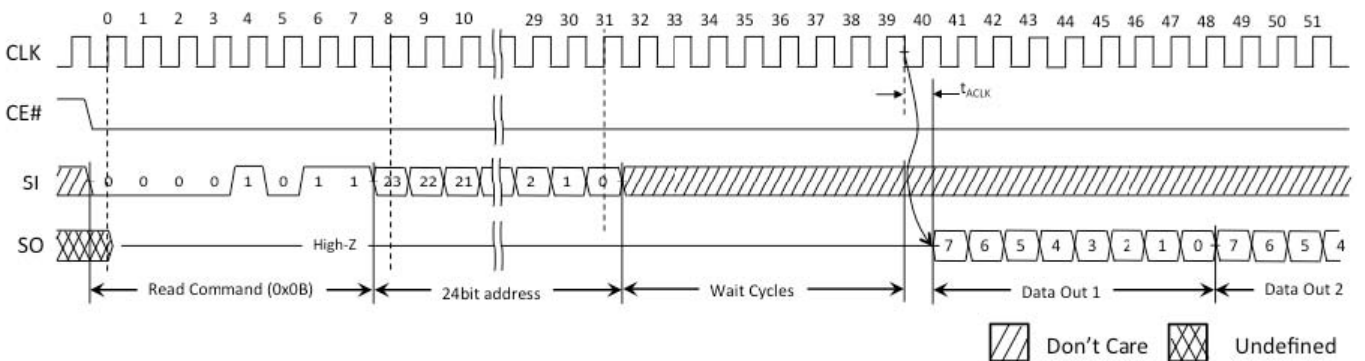 0 1 2 3 4 5 6 7 8 9 10 29 30 31 32 33 34 35 36 37 38 39 40 41 42 43 44 45 46 47 48 49 50 51
CLK
t_ACLK
CE#
SI 0 0 0 0 1 0 1 1 23 22 21 2 1 0
SO High-Z 7 6 5 4 3 2 1 0 7 6 5 4
Read Command (0x0B) 24bit address Wait Cycles Data Out 1 Data Out 2
Don't Care Undefined